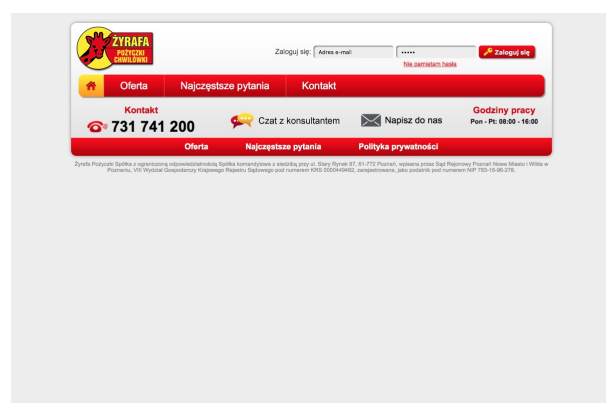 ŻYRAFA
POŻYCZKI
CHWILÓWKI
Zaloguj się: Adres e-mail ••••• Zaloguj się
Nie pamiętam hasła
Oferta Najczęstsze pytania Kontakt
Kontakt
731 741 200
Czat z konsultantem
Napisz do nas
Godziny pracy
Pon - Pt: 08:00 - 16:00
Oferta Najczęstsze pytania Polityka prywatności
Żyrafa Pożyczki Spółka z ograniczoną odpowiedzialnością Spółka komandytowa z siedzibą przy ul. Stary Rynek 87, 61-772 Poznań, wpisana przez Sąd Rejonowy Poznań Nowe Miasto i Wilda w
Poznaniu, VIII Wydział Gospodarczy Krajowego Rejestru Sądowego pod numerem KRS 0000449462, zarejestrowana, jako podatnik pod numerem NIP 783-16-96-278.